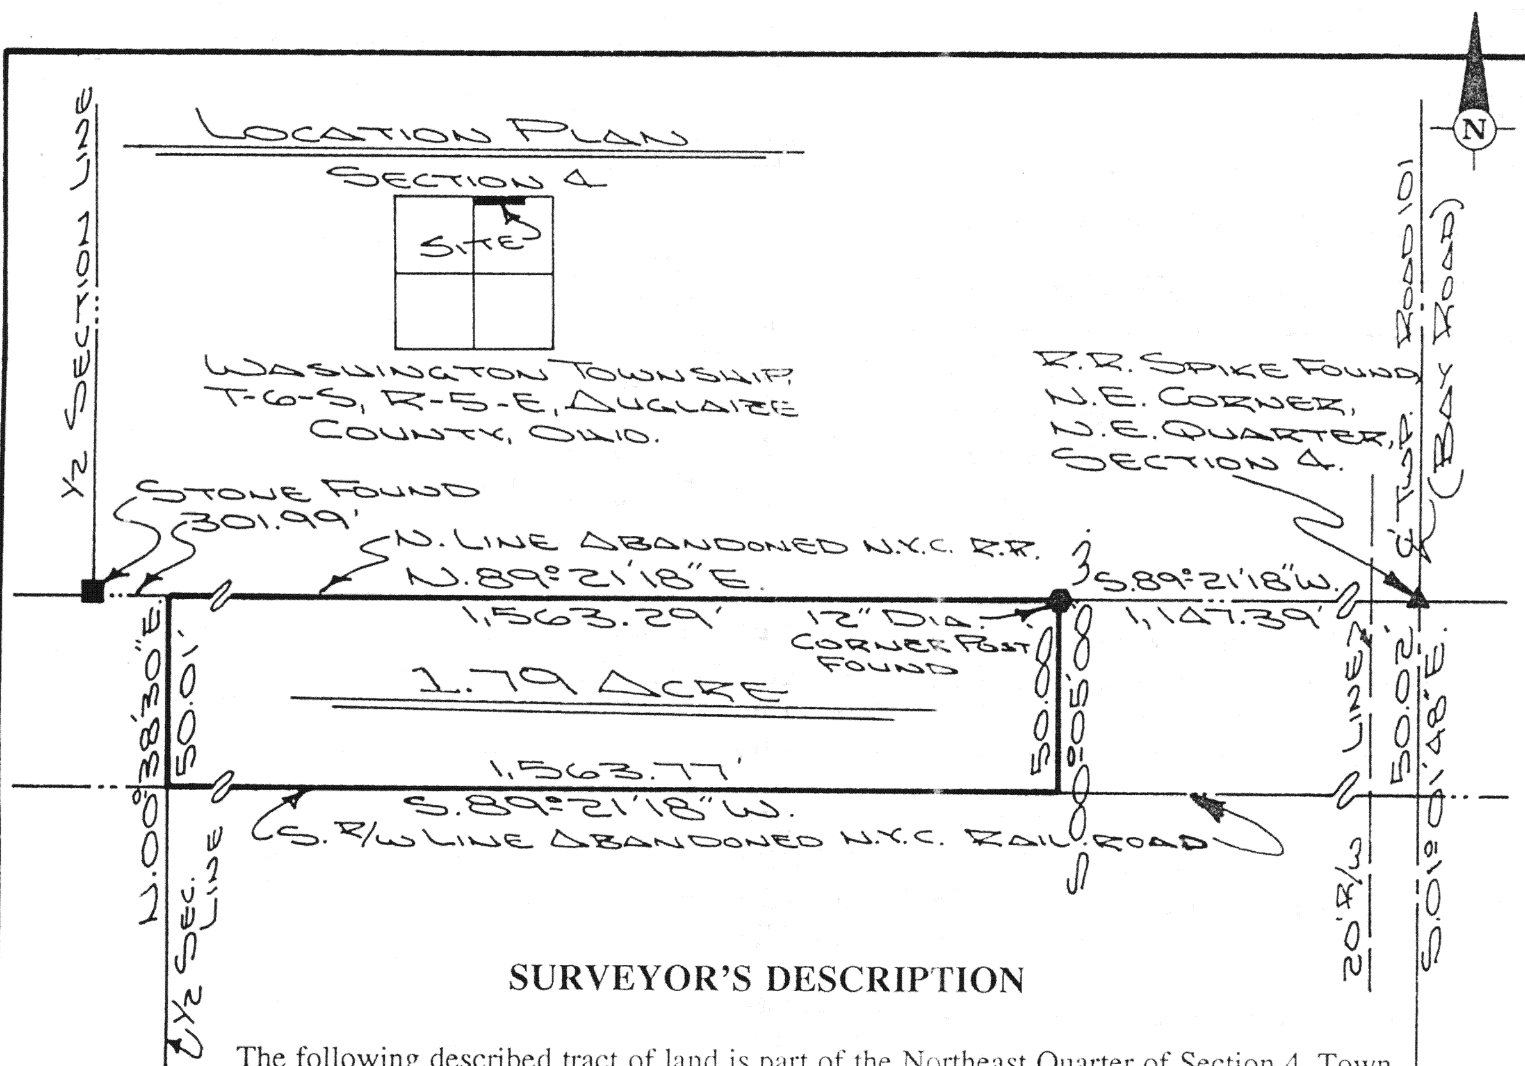 N
½ SECTION LINE
LOCATION PLAN
SECTION 4
SITE
WASHINGTON TOWNSHIP,
T-6-S, R-5-E, AUGLAIZE
COUNTY, OHIO.
R.R. SPIKE FOUND,
N.E. CORNER,
N.E. QUARTER,
SECTION 4.
℄ TWP. ROAD 101
(BAY ROAD)
STONE FOUND
301.99'
N. LINE ABANDONED N.Y.C. R.R.
N.89°21'18"E.
1,563.29'
12" DIA.
CORNER POST
FOUND
S.89°21'18"W.
1,147.39'
N.00°38'30"E.
50.01'
1.79 ACRE
50.00'
50.02'
S.01°01'48"E.
20' R/W LINE
1,563.77'
S.89°21'18"W.
S. R/W LINE ABANDONED N.Y.C. RAILROAD
½ SEC.
LINE
SURVEYOR'S DESCRIPTION
The following described tract of land is part of the Northeast Quarter of Section 4, Town